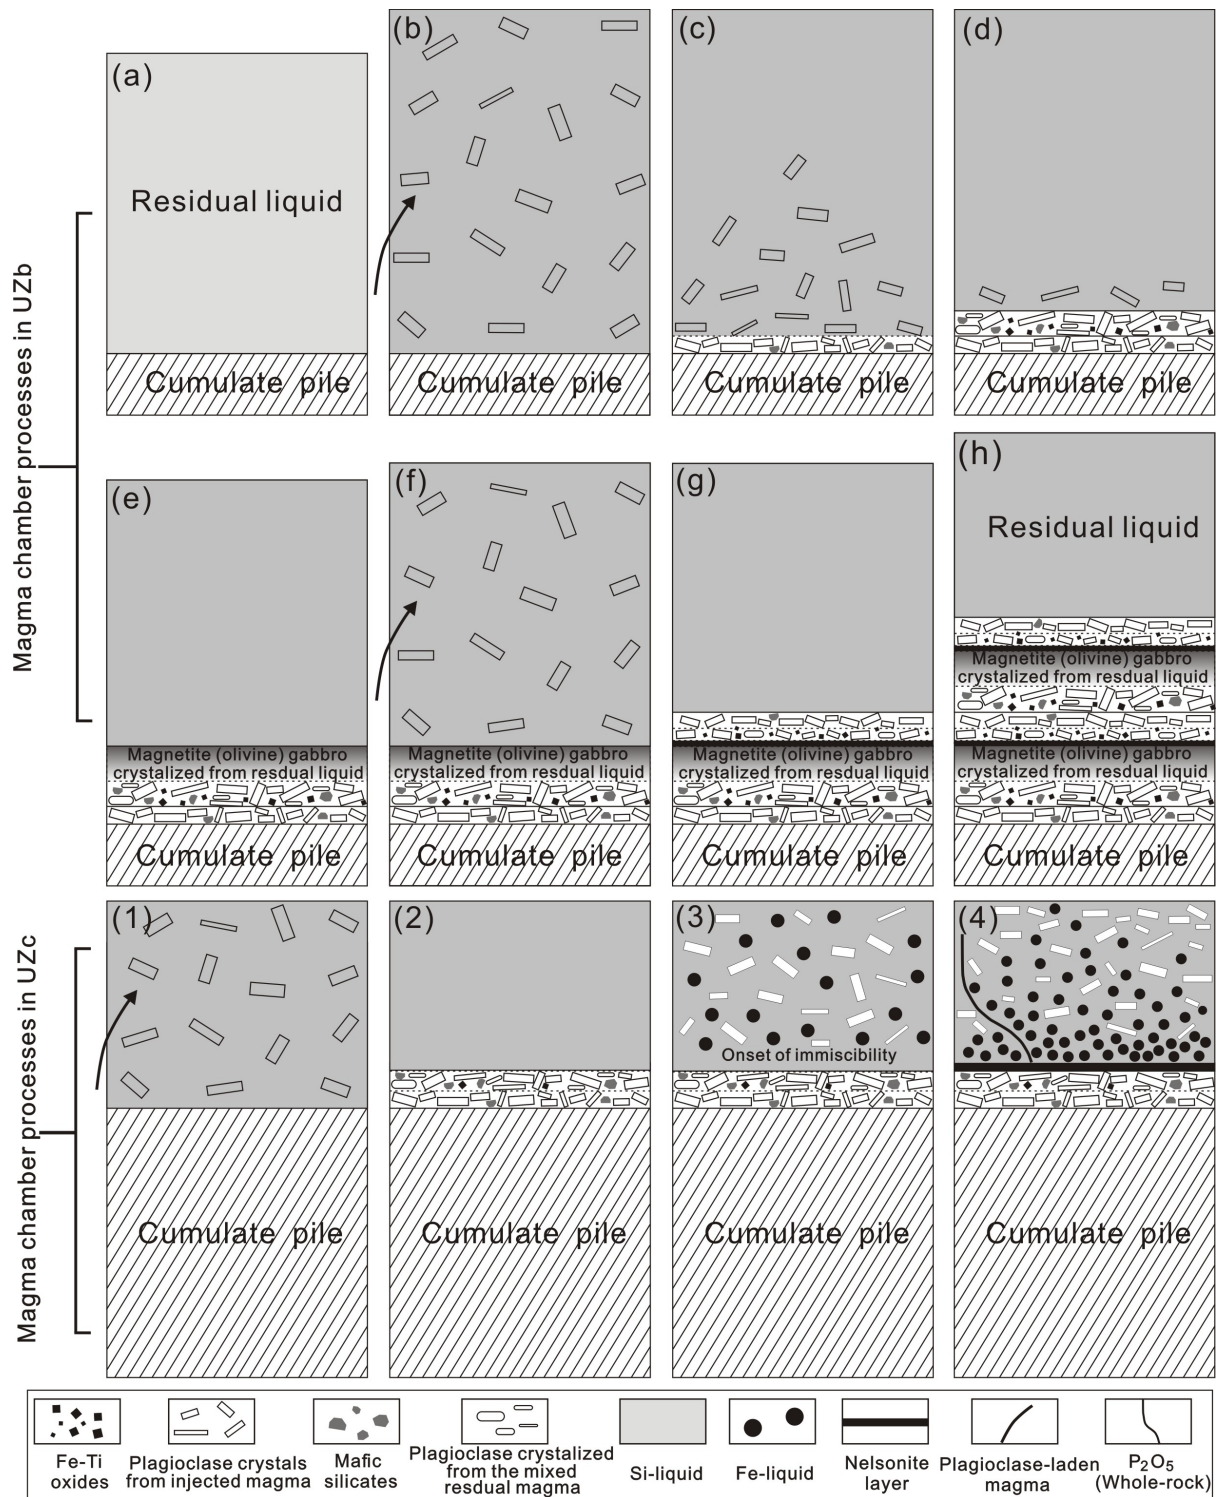 (a)
Residual liquid
Cumulate pile
(b)
Cumulate pile
(c)
Cumulate pile
(d)
Cumulate pile
Magma chamber processes in UZb
(e)
Magnetite (olivine) gabbro
crystalized from resdual liquid
Cumulate pile
(f)
Magnetite (olivine) gabbro
crystalized from resdual liquid
Cumulate pile
(g)
Magnetite (olivine) gabbro
crystalized from resdual liquid
Cumulate pile
(h)
Residual liquid
Magnetite (olivine) gabbro
crystalized from resdual liquid
Magnetite (olivine) gabbro
crystalized from resdual liquid
Cumulate pile
Magma chamber processes in UZc
(1)
Cumulate pile
(2)
Cumulate pile
(3)
Onset of immiscibility
Cumulate pile
(4)
Cumulate pile
Fe-Ti
oxides
Plagioclase crystals
from injected magma
Mafic
silicates
Plagioclase crystalized
from the mixed
resdual magma
Si-liquid
Fe-liquid
Nelsonite
layer
Plagioclase-laden
magma
P2O5
(Whole-rock)